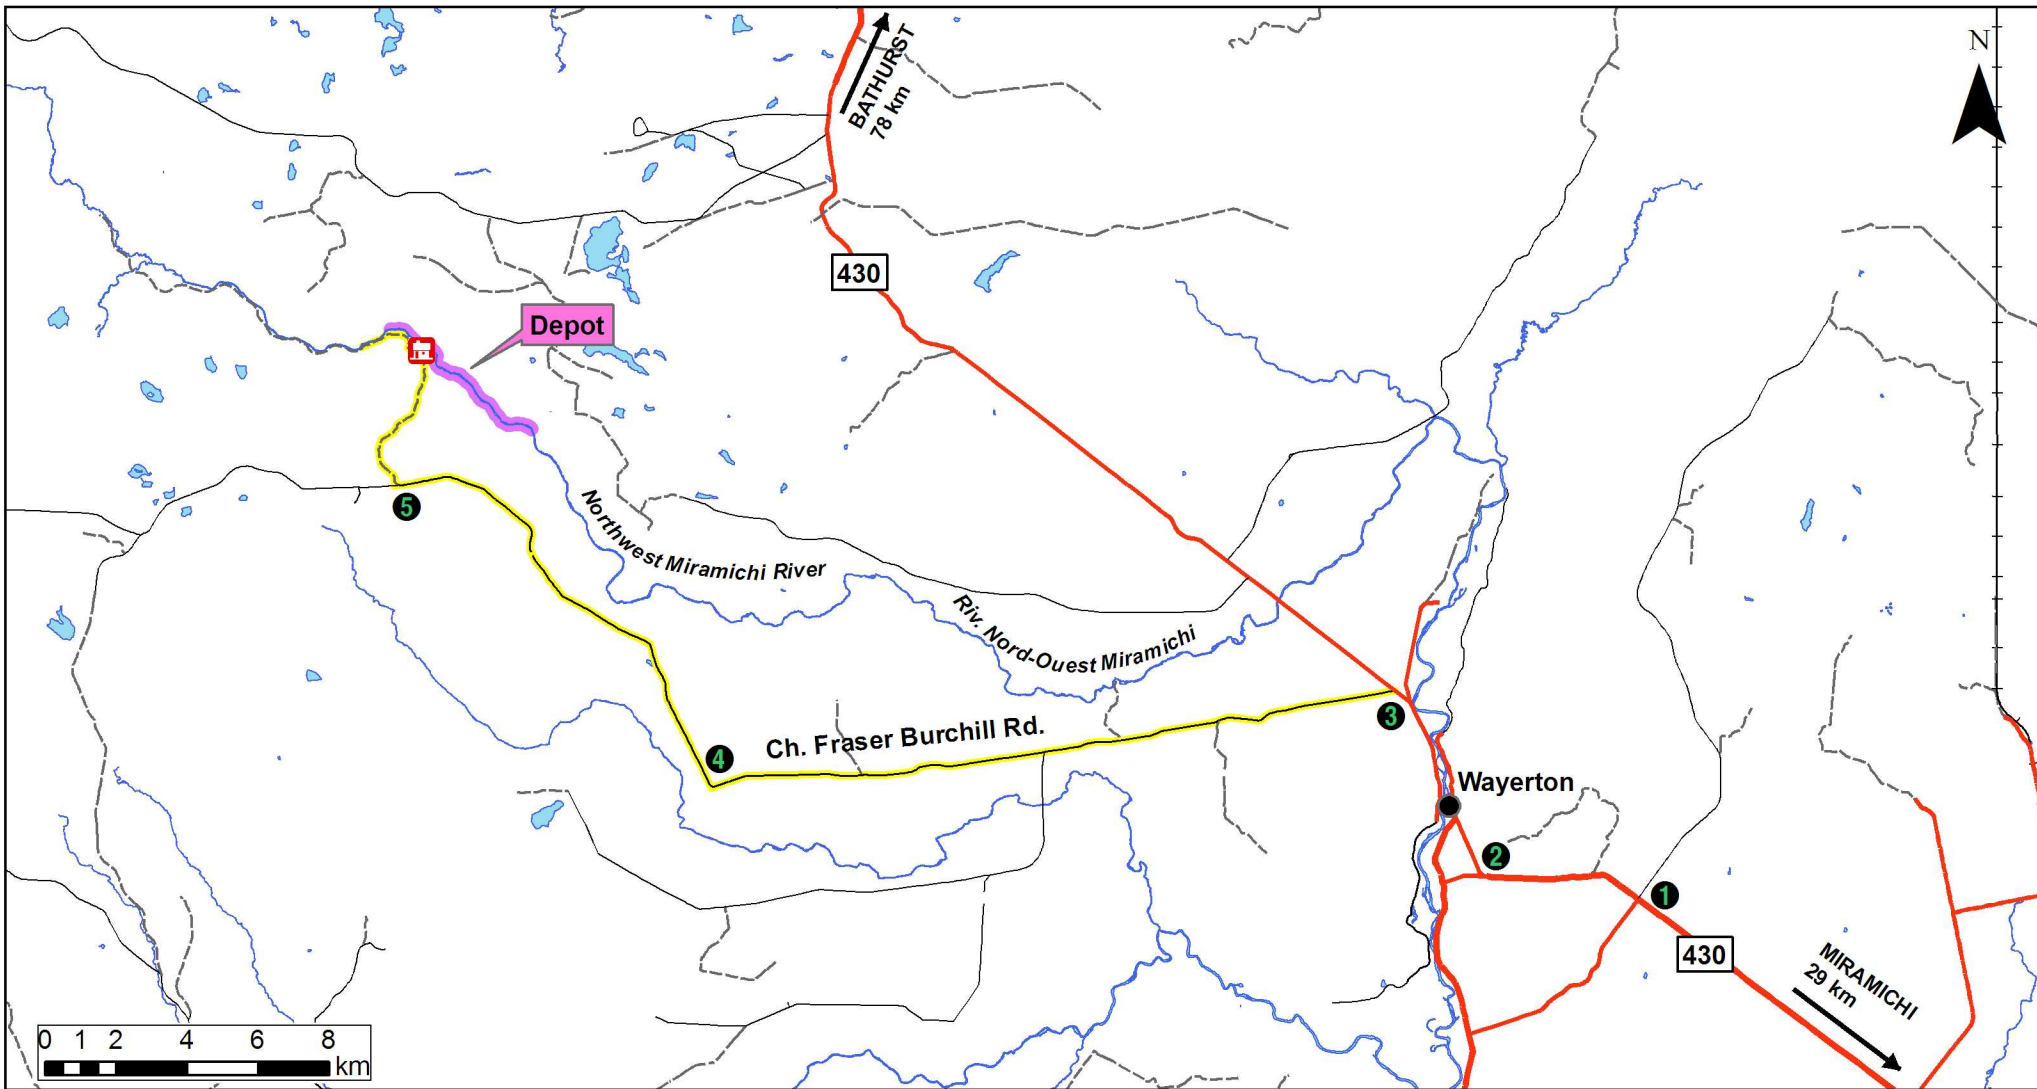 BATHURST
78 km
N
430
Depot
5
Northwest Miramichi River
Riv. Nord-Ouest Miramichi
3
Ch. Fraser Burchill Rd.
4
Wayerton
2
1
430
MIRAMICHI
29 km
0 1 2 4 6 8
km